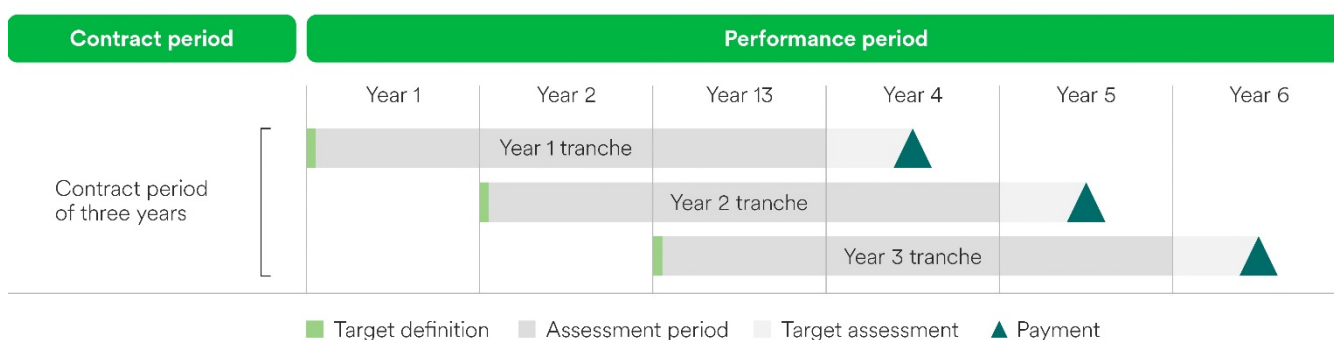 Contract period
Performance period
Year 1
Year 2
Year 13
Year 4
Year 5
Year 6
Contract period
of three years
Year 1 tranche
Year 2 tranche
Year 3 tranche
Target definition
Assessment period
Target assessment
Payment